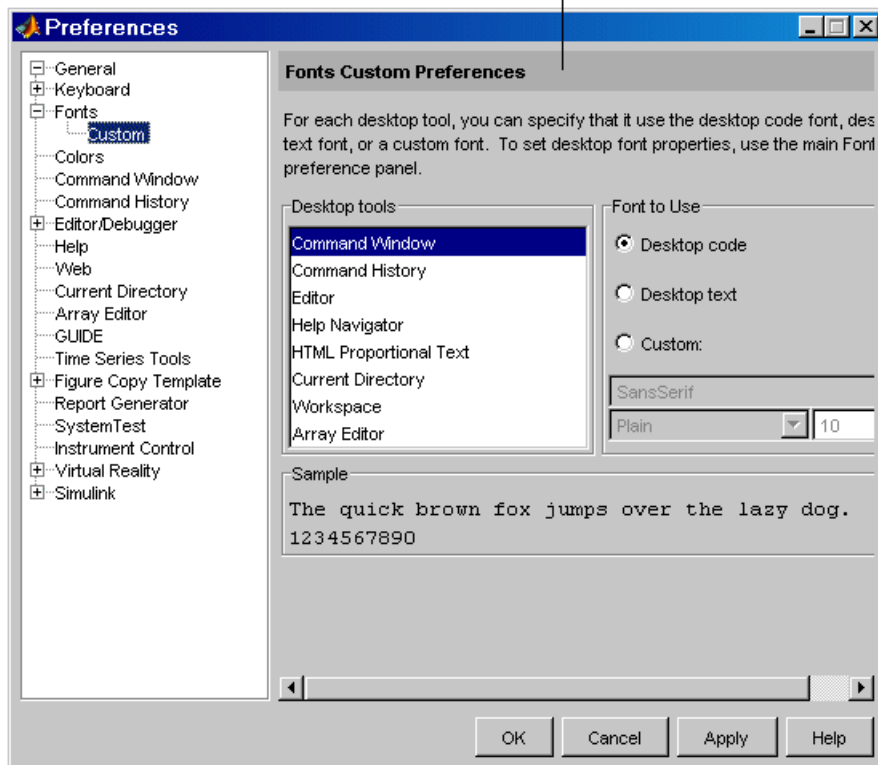 Preferences
General
Keyboard
Fonts
Custom
Colors
Command Window
Command History
Editor/Debugger
Help
Web
Current Directory
Array Editor
GUIDE
Time Series Tools
Figure Copy Template
Report Generator
SystemTest
Instrument Control
Virtual Reality
Simulink
Fonts Custom Preferences
For each desktop tool, you can specify that it use the desktop code font, des
text font, or a custom font. To set desktop font properties, use the main Font
preference panel.
Desktop tools
Command Window
Command History
Editor
Help Navigator
HTML Proportional Text
Current Directory
Workspace
Array Editor
Font to Use
Desktop code
Desktop text
Custom:
SansSerif
Plain 10
Sample
The quick brown fox jumps over the lazy dog.
1234567890
OK Cancel Apply Help